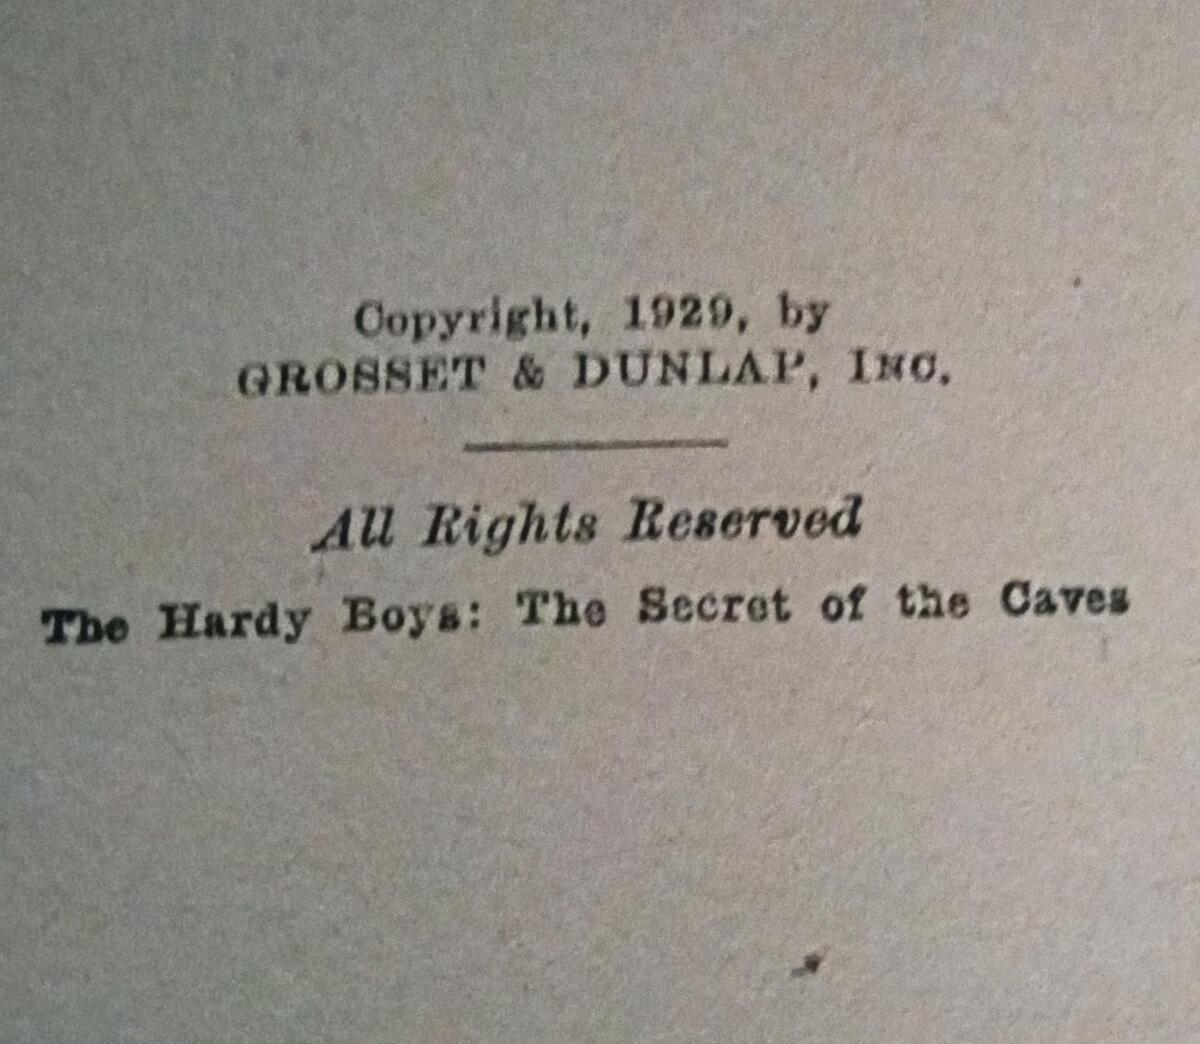 Copyright, 1929, by
GROSSET & DUNLAP, INC.
All Rights Reserved
The Hardy Boys: The Secret of the Caves